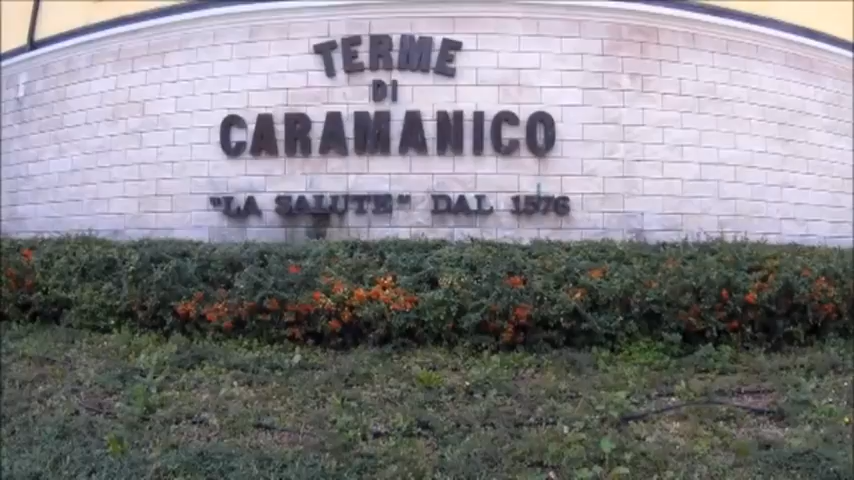 TERME
DI
CARAMANICO
"LA SALUTE" DAL 1576